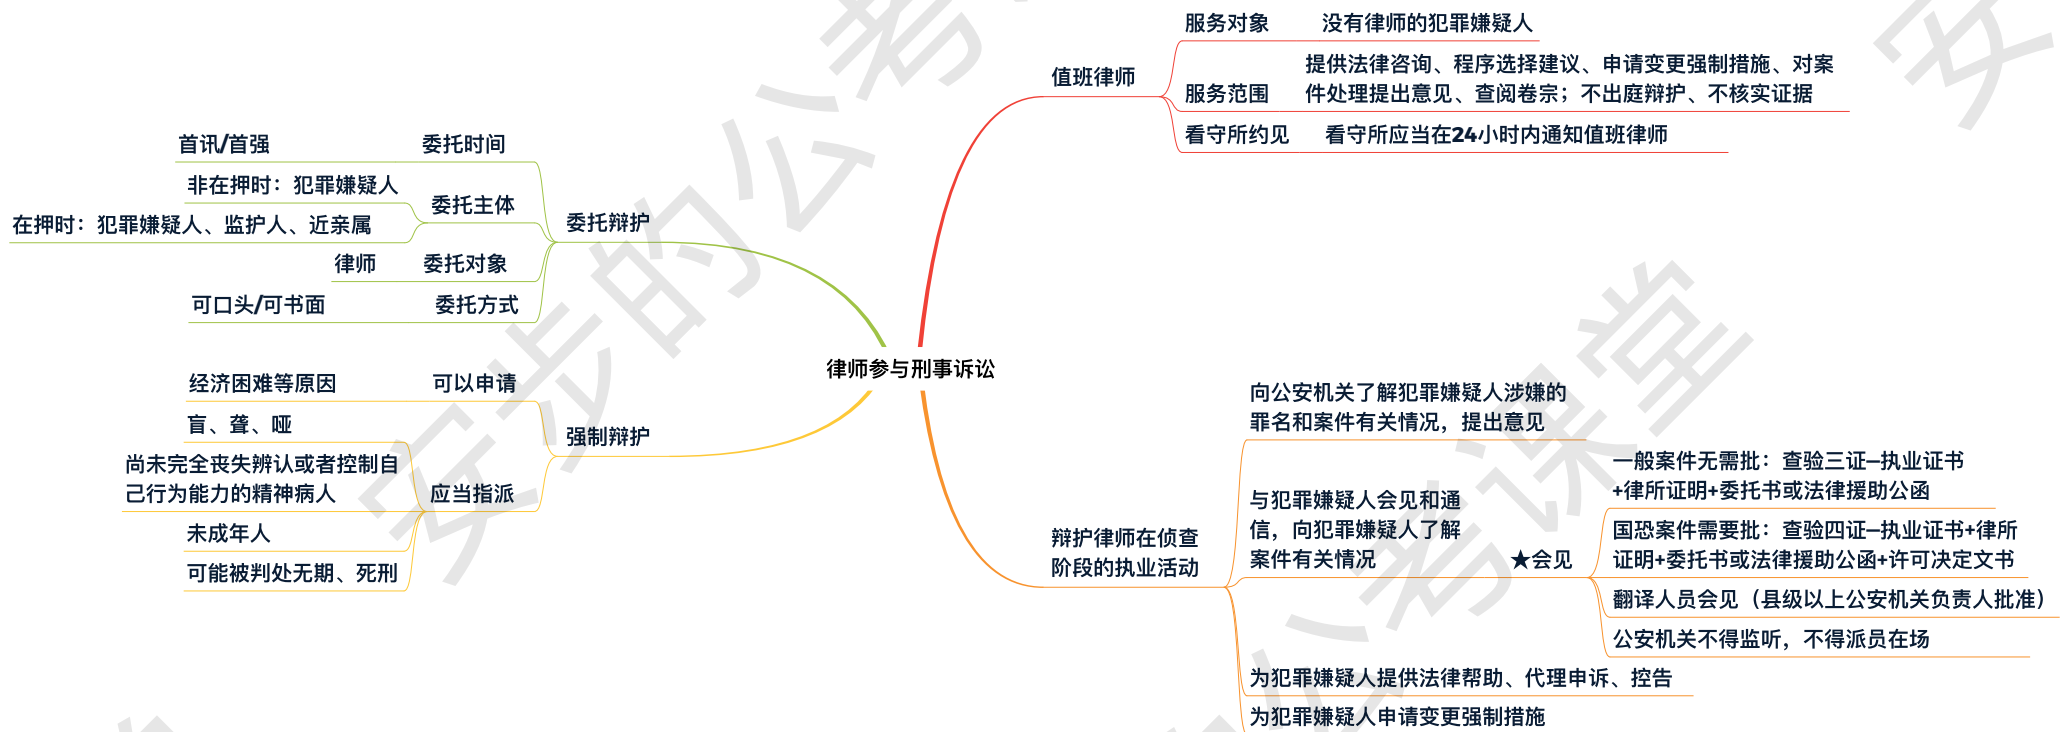 律师参与刑事诉讼
委托辩护
委托时间
首讯/首强
委托主体
非在押时：犯罪嫌疑人
在押时：犯罪嫌疑人、监护人、近亲属
委托对象
律师
委托方式
可口头/可书面
强制辩护
可以申请
经济困难等原因
应当指派
盲、聋、哑
尚未完全丧失辨认或者控制自
己行为能力的精神病人
未成年人
可能被判处无期、死刑
值班律师
服务对象
没有律师的犯罪嫌疑人
服务范围
提供法律咨询、程序选择建议、申请变更强制措施、对案
件处理提出意见、查阅卷宗；不出庭辩护、不核实证据
看守所约见
看守所应当在24小时内通知值班律师
辩护律师在侦查
阶段的执业活动
向公安机关了解犯罪嫌疑人涉嫌的
罪名和案件有关情况，提出意见
与犯罪嫌疑人会见和通
信，向犯罪嫌疑人了解
案件有关情况
★会见
一般案件无需批：查验三证—执业证书
+律所证明+委托书或法律援助公函
国恐案件需要批：查验四证—执业证书+律所
证明+委托书或法律援助公函+许可决定文书
翻译人员会见（县级以上公安机关负责人批准）
公安机关不得监听，不得派员在场
为犯罪嫌疑人提供法律帮助、代理申诉、控告
为犯罪嫌疑人申请变更强制措施
安步的公考
安
公考课堂